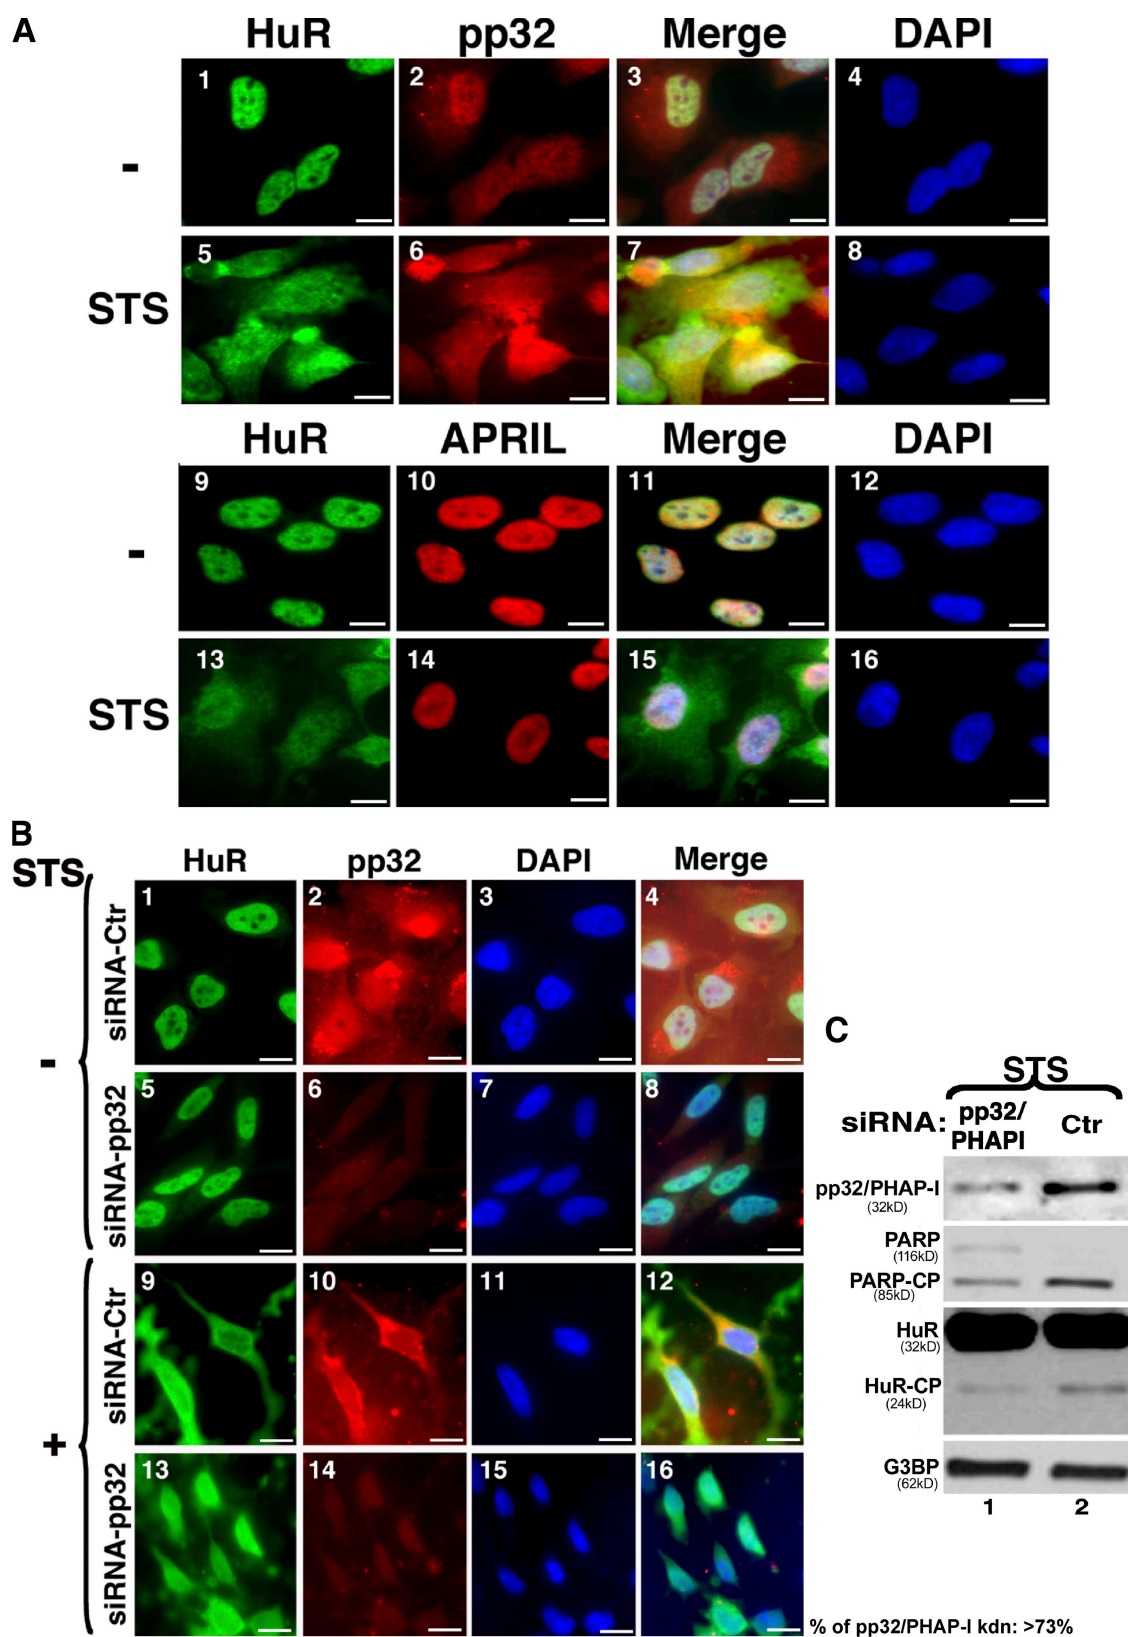 A
HuR pp32 Merge DAPI
-
1 2 3 4
STS
5 6 7 8
HuR APRIL Merge DAPI
-
9 10 11 12
STS
13 14 15 16
B
STS
HuR pp32 DAPI Merge
-
siRNA-Ctr
1 2 3 4
siRNA-pp32
5 6 7 8
+
siRNA-Ctr
9 10 11 12
siRNA-pp32
13 14 15 16
% of pp32/PHAP-I kdn: >73%
C
STS
siRNA: pp32/ PHAPI Ctr
pp32/PHAP-I
(32kD)
PARP
(116kD)
PARP-CP
(85kD)
HuR
(32kD)
HuR-CP
(24kD)
G3BP
(62kD)
1 2